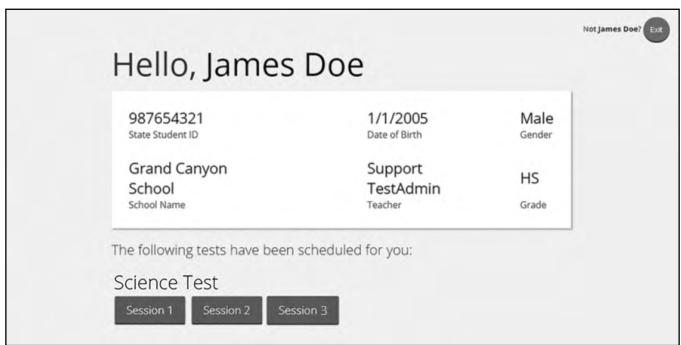 Not James Doe? Exit
Hello, James Doe
987654321 1/1/2005 Male
State Student ID Date of Birth Gender
Grand Canyon Support
School TestAdmin HS
School Name Teacher Grade
The following tests have been scheduled for you:
Science Test
Session 1 Session 2 Session 3